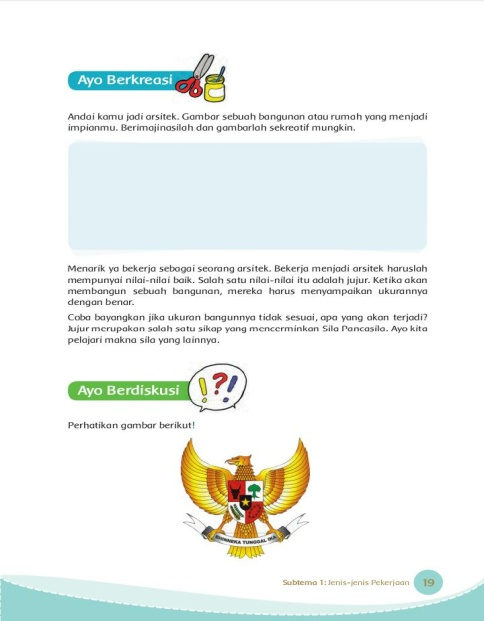 Ayo Berkreasi
Andai kamu jadi arsitek. Gambar sebuah bangunan atau rumah yang menjadi
impianmu. Berimajinasilah dan gambarlah sekreatif mungkin.
Menarik ya bekerja sebagai seorang arsitek. Bekerja menjadi arsitek haruslah
mempunyai nilai-nilai baik. Salah satu nilai-nilai itu adalah jujur. Ketika akan
membangun sebuah bangunan, mereka harus menyampaikan ukurannya
dengan benar.
Coba bayangkan jika ukuran bangunnya tidak sesuai, apa yang akan terjadi?
Jujur merupakan salah satu sikap yang mencerminkan Sila Pancasila. Ayo kita
pelajari makna sila yang lainnya.
Ayo Berdiskusi
!?!
Perhatikan gambar berikut!
BHINNEKA TUNGGAL IKA
Subtema 1: Jenis-jenis Pekerjaan 19